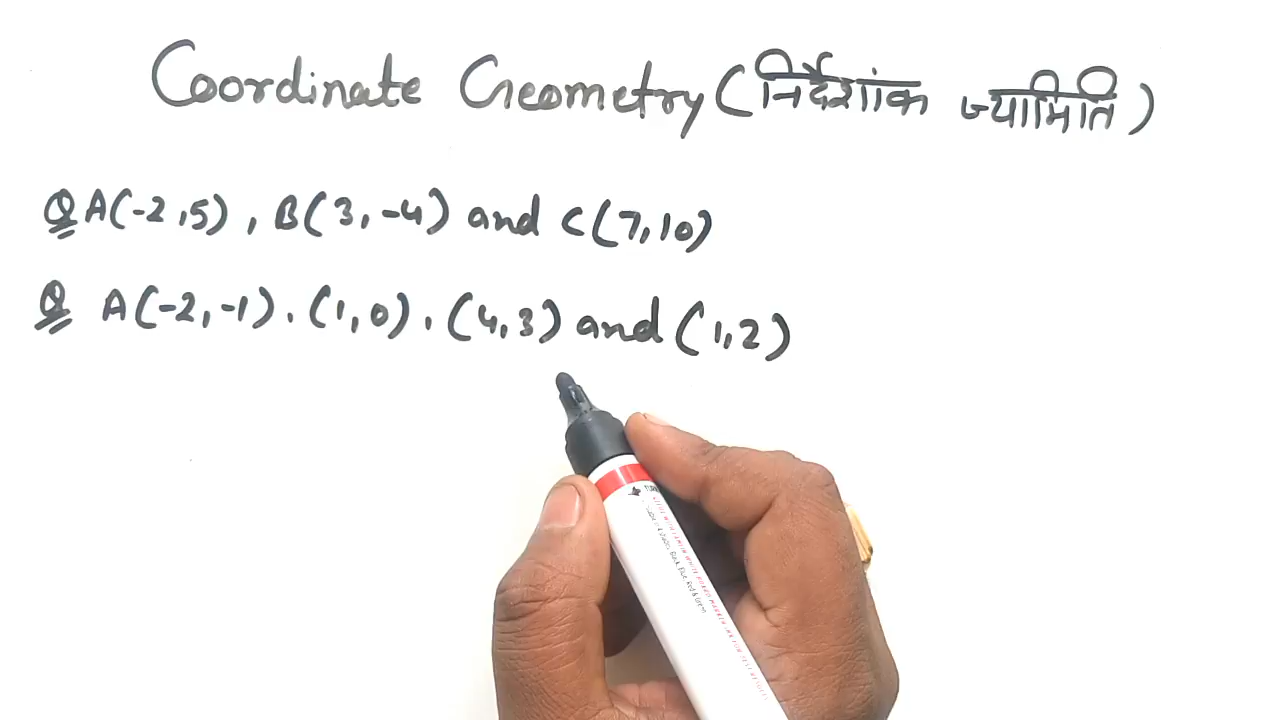 Coordinate Geometry (निर्देशांक ज्यामिति)
Q A(-2,5), B(3,-4) and C(7,10)
Q A(-2,-1), (1,0), (4,3) and (1,2)